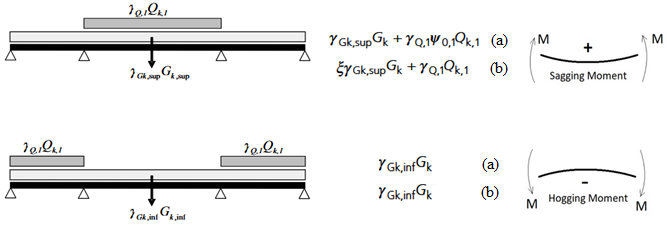 γQ,1Qk,1
γGk,supGk,sup
γGk,supGk + γQ,1ψ0,1Qk,1 (a)
ξγGk,supGk + γQ,1Qk,1 (b)
M + M
Sagging Moment
γQ,1Qk,1 γQ,1Qk,1
γGk,infGk,inf
γGk,infGk (a)
γGk,infGk (b)
-
M Hogging Moment M